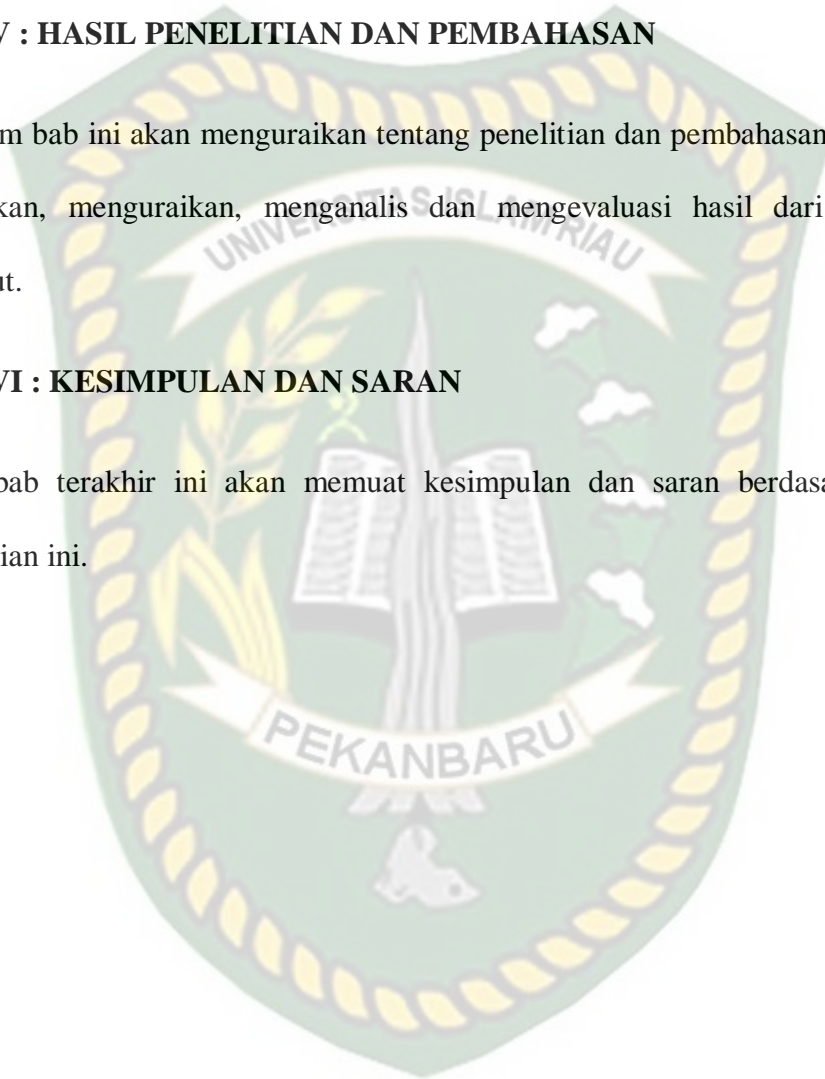 V : HASIL PENELITIAN DAN PEMBAHASAN
m bab ini akan menguraikan tentang penelitian dan pembahasan
kan, menguraikan, menganalis dan mengevaluasi hasil dari
ut.
UNIVERSITAS ISLAM RIAU
VI : KESIMPULAN DAN SARAN
bab terakhir ini akan memuat kesimpulan dan saran berdasa
ian ini.
PEKANBARU